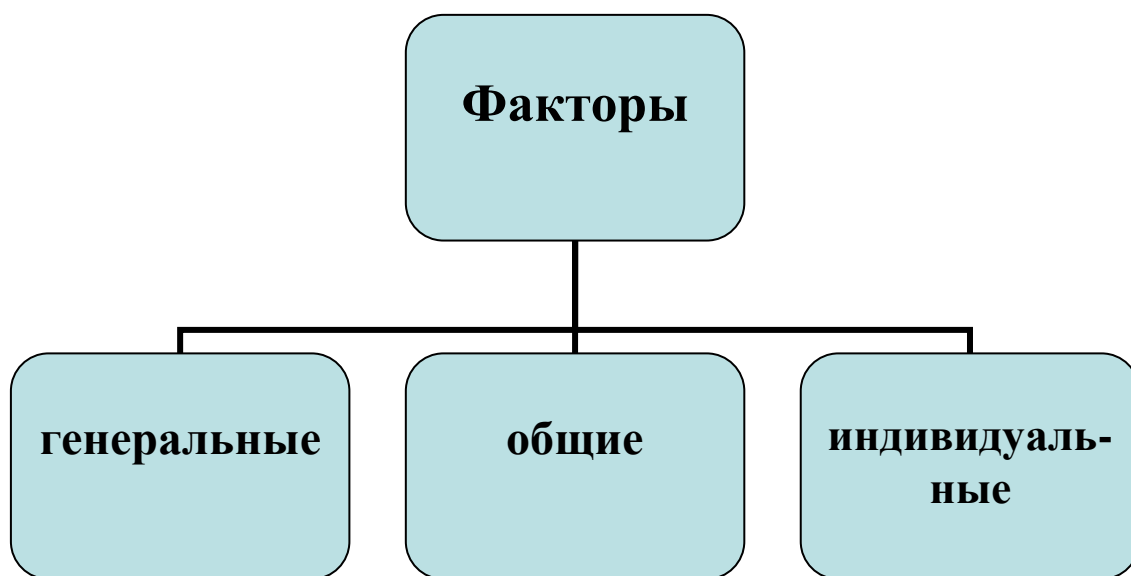 Факторы
генеральные
общие
индивидуаль-
ные